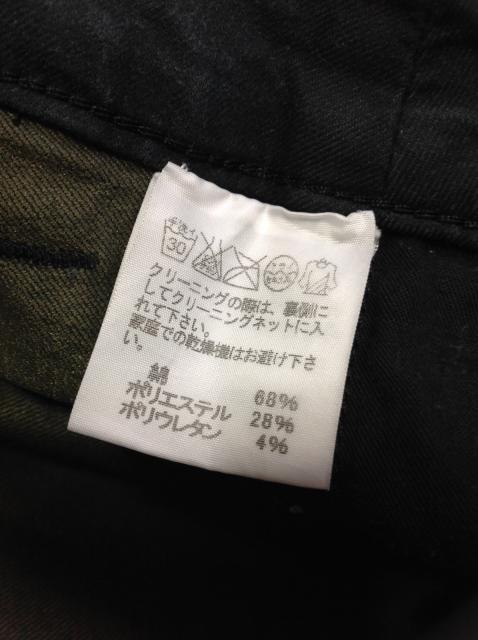 手洗イ
30
クリーニングの際は、裏側に
してクリーニングネットに入
れて下さい。
家庭での乾燥機はお避け下さ
い。
綿 68%
ポリエステル 28%
ポリウレタン 4%